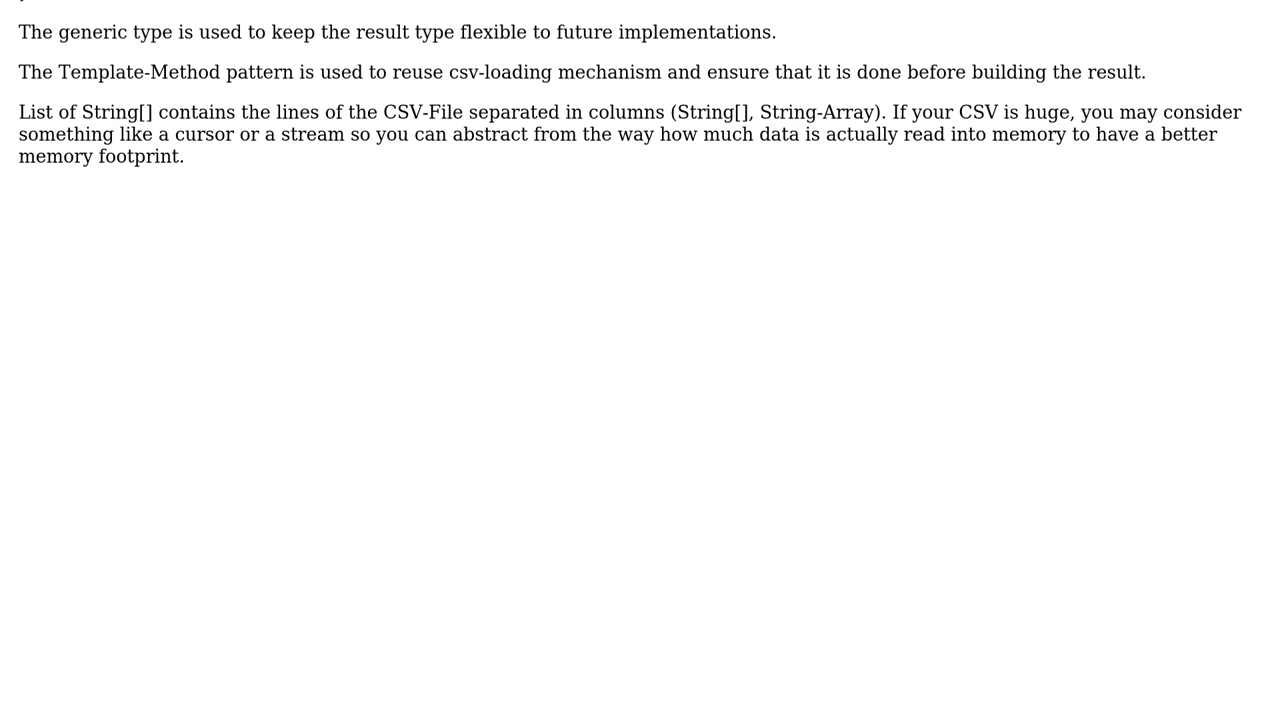 The generic type is used to keep the result type flexible to future implementations.
The Template-Method pattern is used to reuse csv-loading mechanism and ensure that it is done before building the result.
List of String[] contains the lines of the CSV-File separated in columns (String[], String-Array). If your CSV is huge, you may consider
something like a cursor or a stream so you can abstract from the way how much data is actually read into memory to have a better
memory footprint.